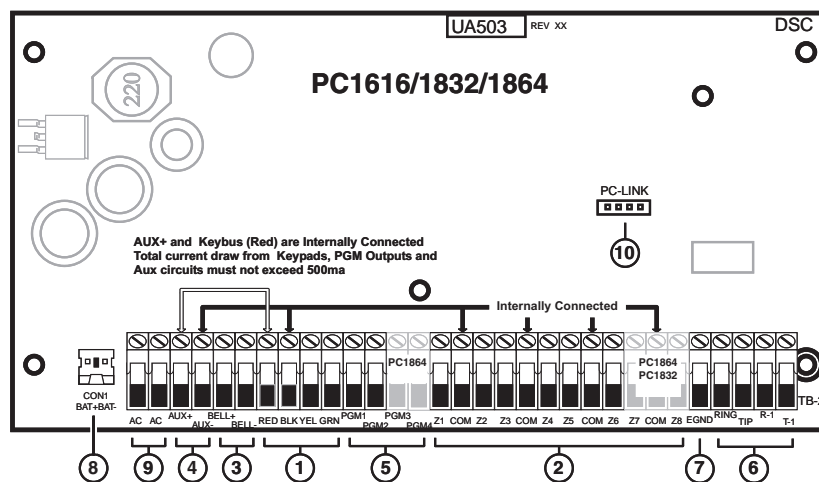 UA503 REV XX DSC
PC1616/1832/1864
220
PC-LINK
10
AUX+ and Keybus (Red) are Internally Connected
Total current draw from Keypads, PGM Outputs and
Aux circuits must not exceed 500ma
Internally Connected
PC1864
PC1864
PC1832
CON1
BAT+BAT-
TB-
AC AC AUX+ AUX- BELL+ BELL- RED BLK YEL GRN PGM1 PGM2 PGM3 PGM4 Z1 COM Z2 Z3 COM Z4 Z5 COM Z6 Z7 COM Z8 EGND RING TIP R-1 T-1
8 9 4 3 1 5 2 7 6